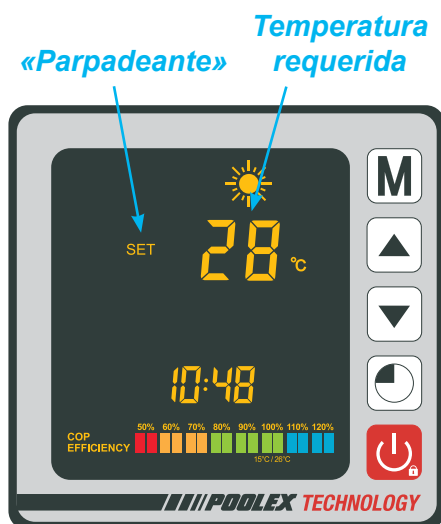 Temperatura
«Parpadeante» requerida
M
SET 28 °C
10:48
50% 60% 70% 80% 90% 100% 110% 120%
COP
EFFICIENCY
15°C / 26°C
POOLEX TECHNOLOGY